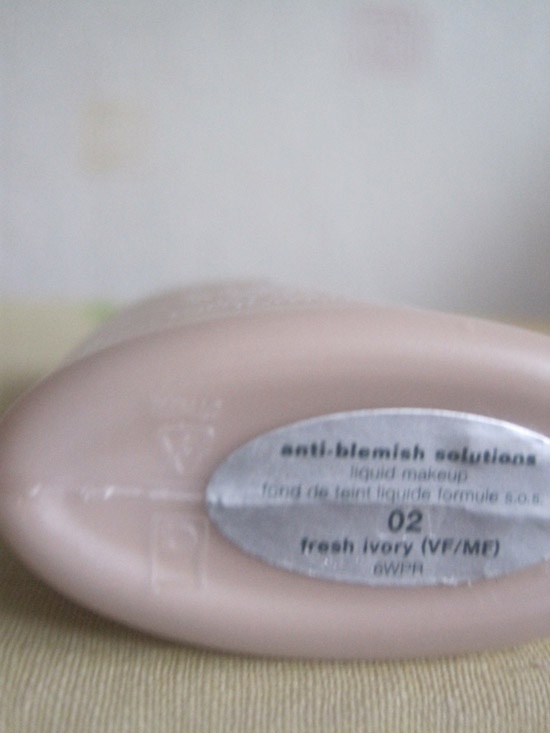 anti-blemish solutions
liquid makeup
fond de teint liquide formule s.o.s.
02
fresh ivory (VF/MF)
6WPR